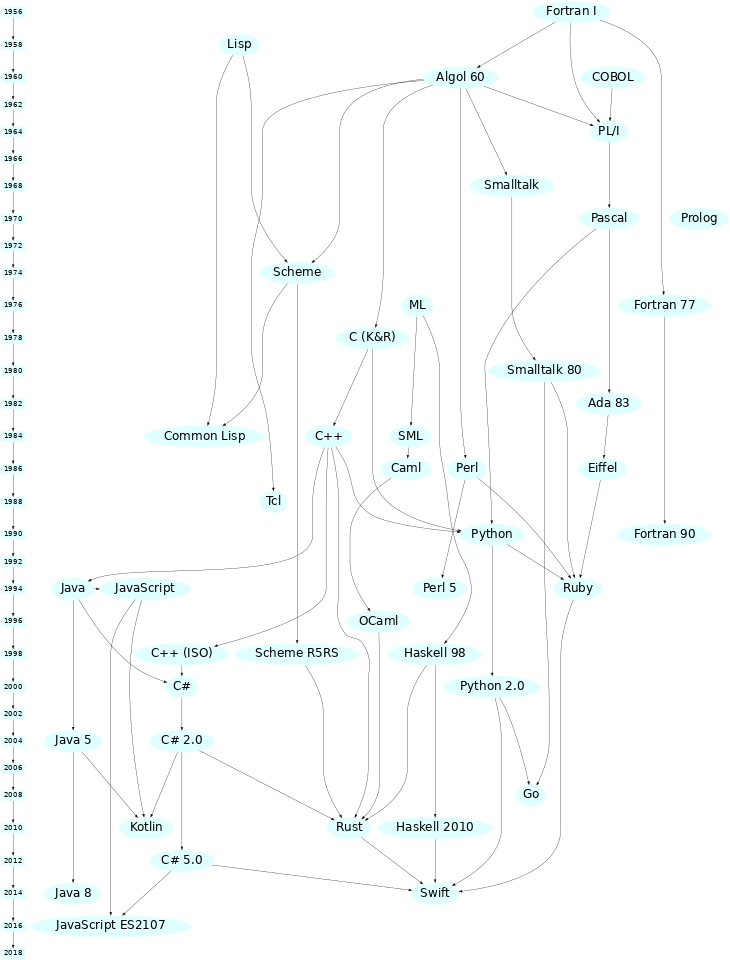 1956
Fortran I
1958
Lisp
1960
Algol 60
COBOL
1962
1964
PL/I
1966
1968
Smalltalk
1970
Pascal
Prolog
1972
1974
Scheme
1976
ML
Fortran 77
1978
C (K&R)
1980
Smalltalk 80
1982
Ada 83
1984
Common Lisp
C++
SML
1986
Caml
Perl
Eiffel
1988
Tcl
1990
Python
Fortran 90
1992
1994
Java
JavaScript
Perl 5
Ruby
1996
OCaml
1998
C++ (ISO)
Scheme R5RS
Haskell 98
2000
C#
Python 2.0
2002
2004
Java 5
C# 2.0
2006
2008
Go
2010
Kotlin
Rust
Haskell 2010
2012
C# 5.0
2014
Java 8
Swift
2016
JavaScript ES2107
2018